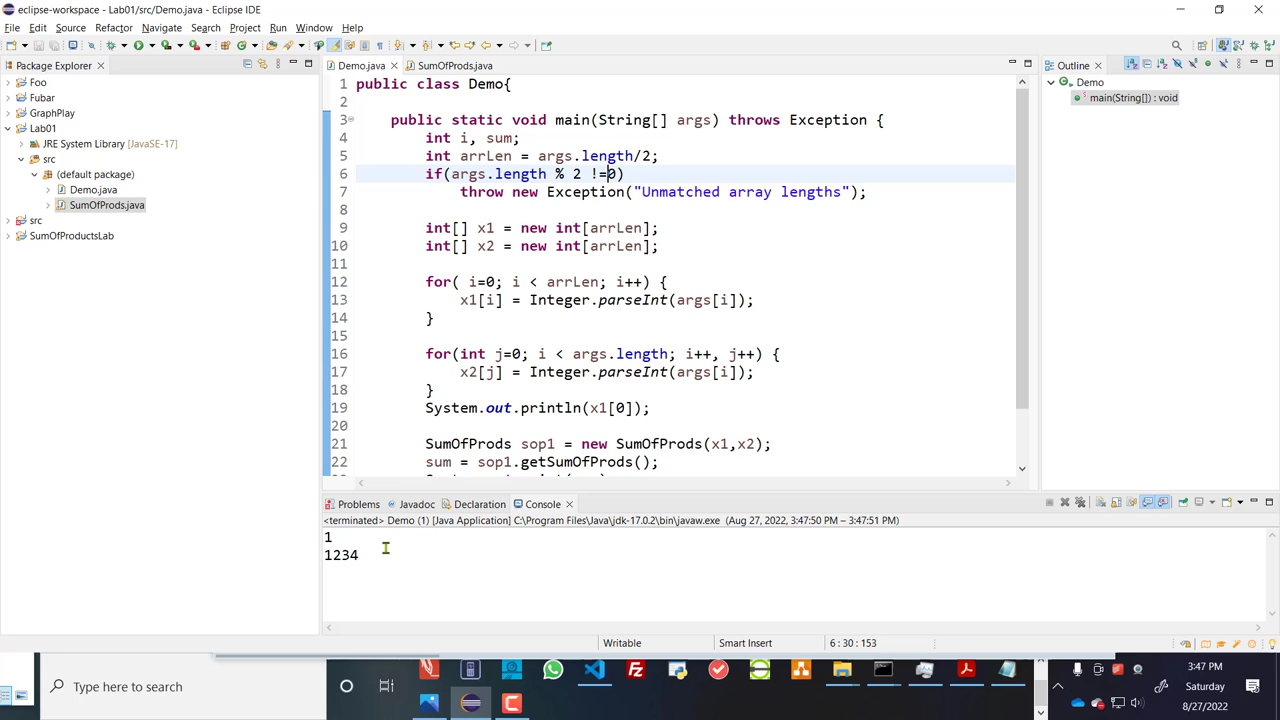 eclipse-workspace - Lab01/src/Demo.java - Eclipse IDE
File Edit Source Refactor Navigate Search Project Run Window Help
Package Explorer
Foo
Fubar
GraphPlay
Lab01
JRE System Library [JavaSE-17]
src
(default package)
Demo.java
SumOfProds.java
src
SumOfProductsLab
Demo.java SumOfProds.java
1 public class Demo{
2
3 public static void main(String[] args) throws Exception {
4 int i, sum;
5 int arrLen = args.length/2;
6 if(args.length % 2 !=0)
7 throw new Exception("Unmatched array lengths");
8
9 int[] x1 = new int[arrLen];
10 int[] x2 = new int[arrLen];
11
12 for( i=0; i < arrLen; i++) {
13 x1[i] = Integer.parseInt(args[i]);
14 }
15
16 for(int j=0; i < args.length; i++, j++) {
17 x2[j] = Integer.parseInt(args[i]);
18 }
19 System.out.println(x1[0]);
21 SumOfProds sop1 = new SumOfProds(x1,x2);
22 sum = sop1.getSumOfProds();
Outline
Demo
main(String[]) : void
Problems Javadoc Declaration Console
<terminated> Demo (1) [Java Application] C:\Program Files\Java\jdk-17.0.2\bin\javaw.exe (Aug 27, 2022, 3:47:50 PM – 3:47:51 PM)
1
1234
Writable Smart Insert 6 : 30 : 153
Type here to search
3:47 PM
Saturday
8/27/2022